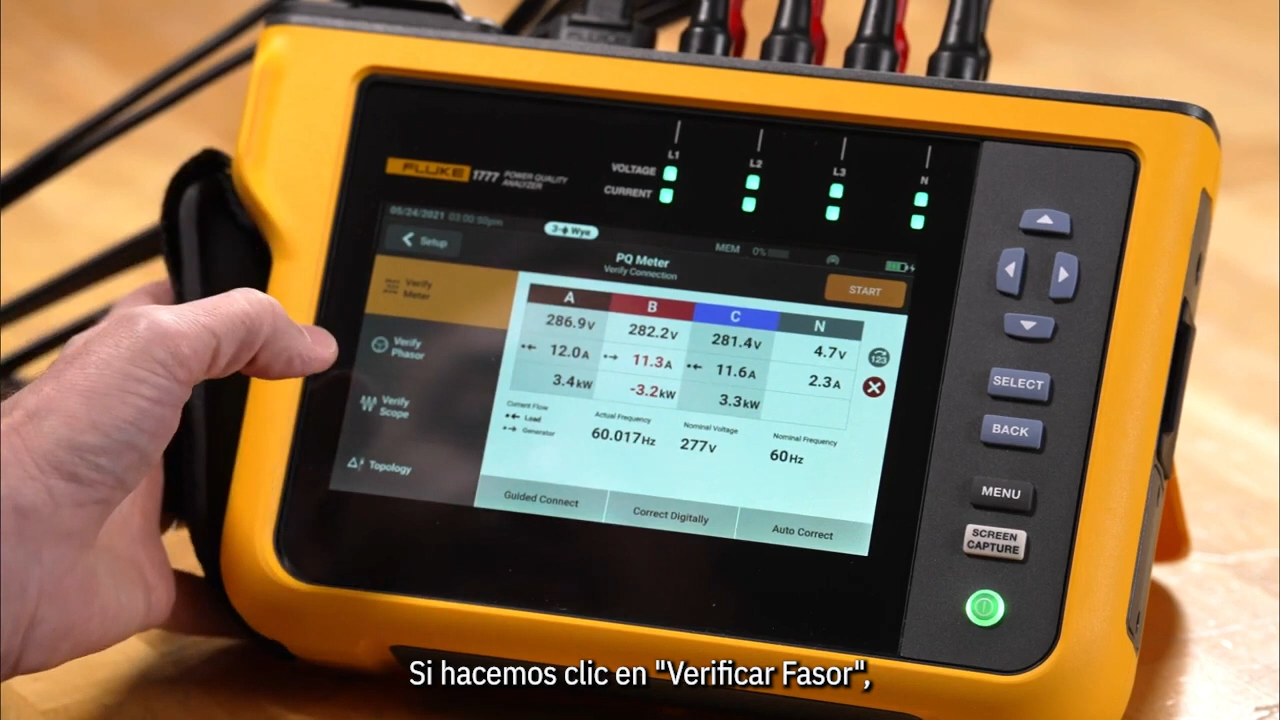 L1 L2 L3 N
VOLTAGE
CURRENT
FLUKE 1777 POWER QUALITY
ANALYZER
05/24/2021 03:00:50pm 3-ɸ Wye MEM 0%
Setup
PQ Meter
Verify Connection
START
Verify
Meter
Verify
Phasor
Verify
Scope
Topology
A B C N
286.9V 282.2V 281.4V 4.7V
12.0A 11.3A 11.6A 2.3A
3.4kW -3.2kW 3.3kW
123
Current Flow
Load
Generator
Actual Frequency
60.017Hz
Nominal Voltage
277V
Nominal Frequency
60Hz
Guided Connect Correct Digitally Auto Correct
SELECT
BACK
MENU
SCREEN
CAPTURE
Si hacemos clic en "Verificar Fasor",